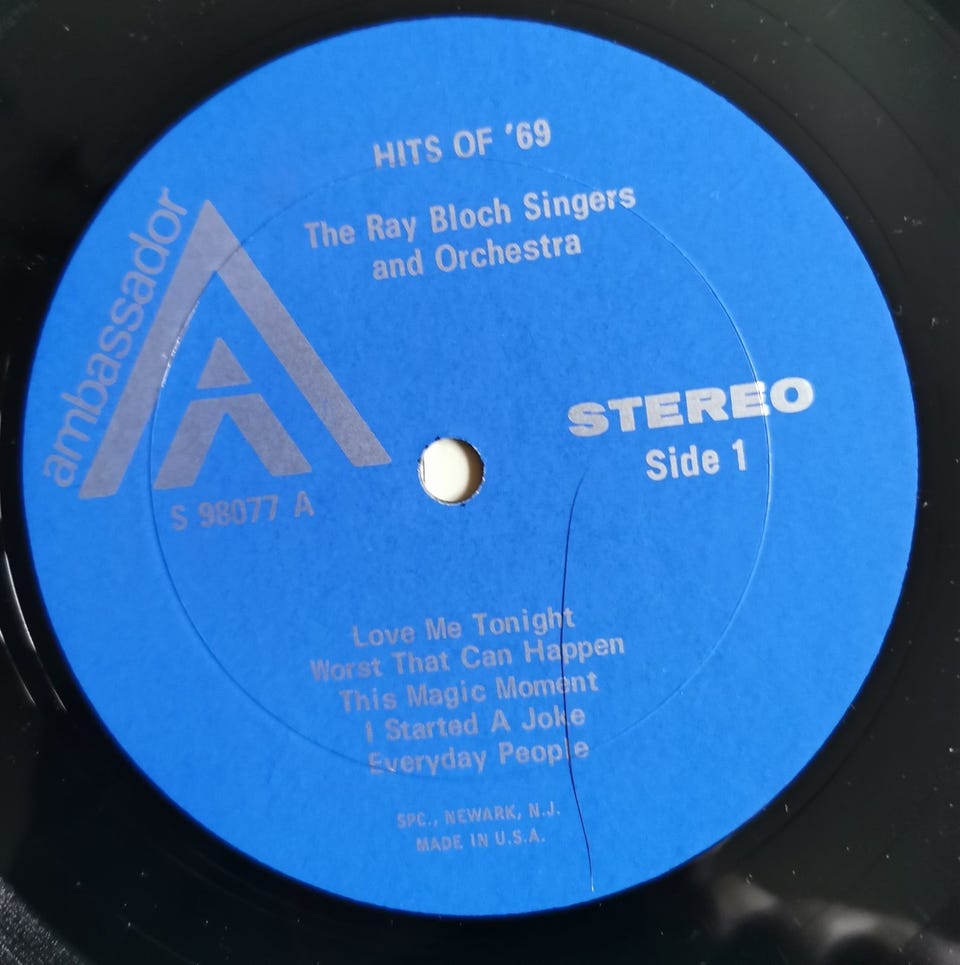 HITS OF '69
The Ray Bloch Singers
and Orchestra
ambassador
STEREO
Side 1
S 98077 A
Love Me Tonight
Worst That Can Happen
This Magic Moment
I Started A Joke
Everyday People
SPC., NEWARK, N.J.
MADE IN U.S.A.